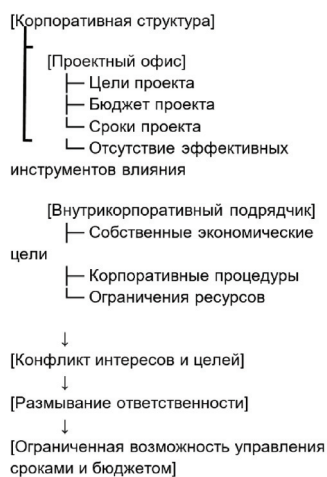 [Корпоративная структура]
[Проектный офис]
├─ Цели проекта
├─ Бюджет проекта
└─ Сроки проекта
└─ Отсутствие эффективных
инструментов влияния
[Внутрикорпоративный подрядчик]
├─ Собственные экономические
цели
├─ Корпоративные процедуры
└─ Ограничения ресурсов
↓
[Конфликт интересов и целей]
↓
[Размывание ответственности]
↓
[Ограниченная возможность управления
сроками и бюджетом]